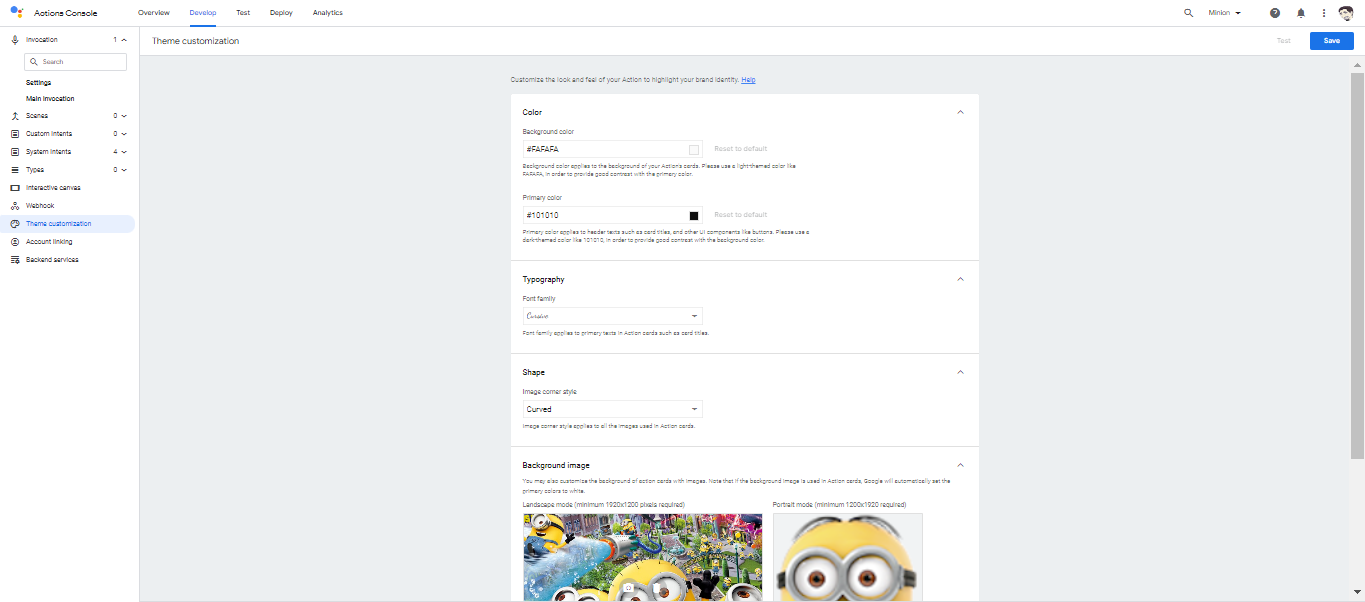 Actions Console
Overview
Develop
Test
Deploy
Analytics
Minion
Invocation
1
Search
Settings
Main invocation
Scenes
0
Custom intents
0
System intents
4
Types
0
Interactive canvas
Webhook
Theme customization
Account linking
Backend services
Theme customization
Test
Save
Customize the look and feel of your Action to highlight your brand identity. Help
Color
Background color
#FAFAFA
Reset to default
Background color applies to the background of your Action's cards. Please use a light-themed color like
FAFAFA, in order to provide good contrast with the primary color.
Primary color
#101010
Reset to default
Primary color applies to header texts such as card titles, and other UI components like buttons. Please use a
dark-themed color like 101010, in order to provide good contrast with the background color.
Typography
Font family
Cursive
Font family applies to primary texts in Action cards such as card titles.
Shape
Image corner style
Curved
Image corner style applies to all the images used in Action cards.
Background image
You may also customize the background of action cards with images. Note that if the background image is used in Action cards, Google will automatically set the
primary colors to white.
Landscape mode (minimum 1920x1200 pixels required)
Portrait mode (minimum 1200x1920 required)